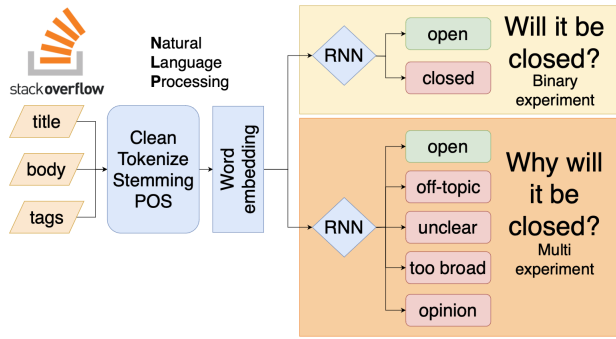 stackoverflow
Natural
Language
Processing
title
body
tags
Clean
Tokenize
Stemming
POS
Word
embedding
RNN
open
closed
Will it be
closed?
Binary
experiment
RNN
open
off-topic
unclear
too broad
opinion
Why will
it be
closed?
Multi
experiment